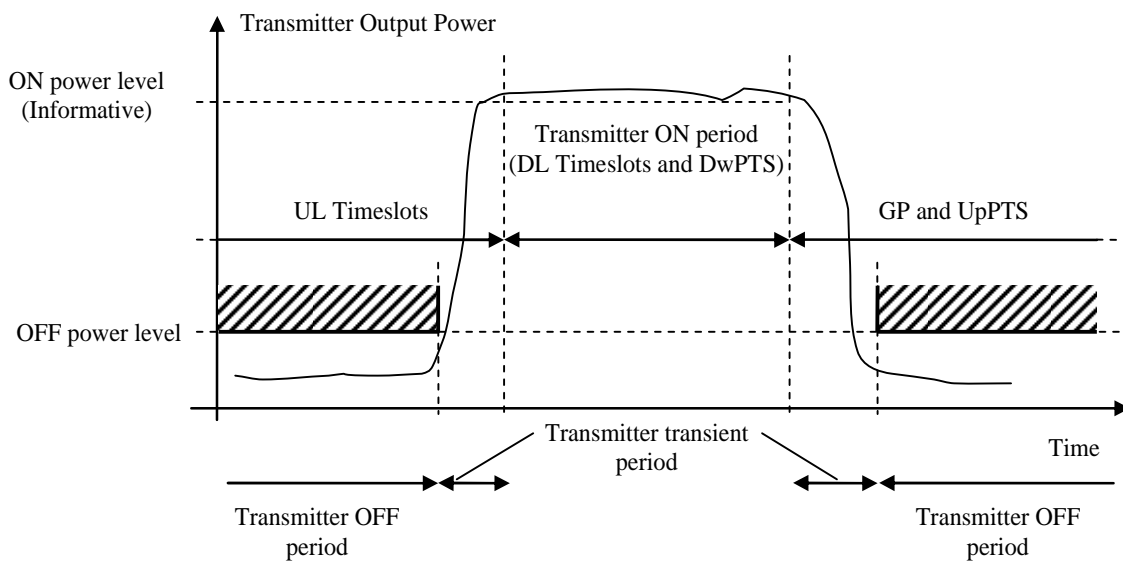 Transmitter Output Power
ON power level
(Informative)
Transmitter ON period
(DL Timeslots and DwPTS)
UL Timeslots
GP and UpPTS
OFF power level
Transmitter transient
period
Time
Transmitter OFF
period
Transmitter OFF
period